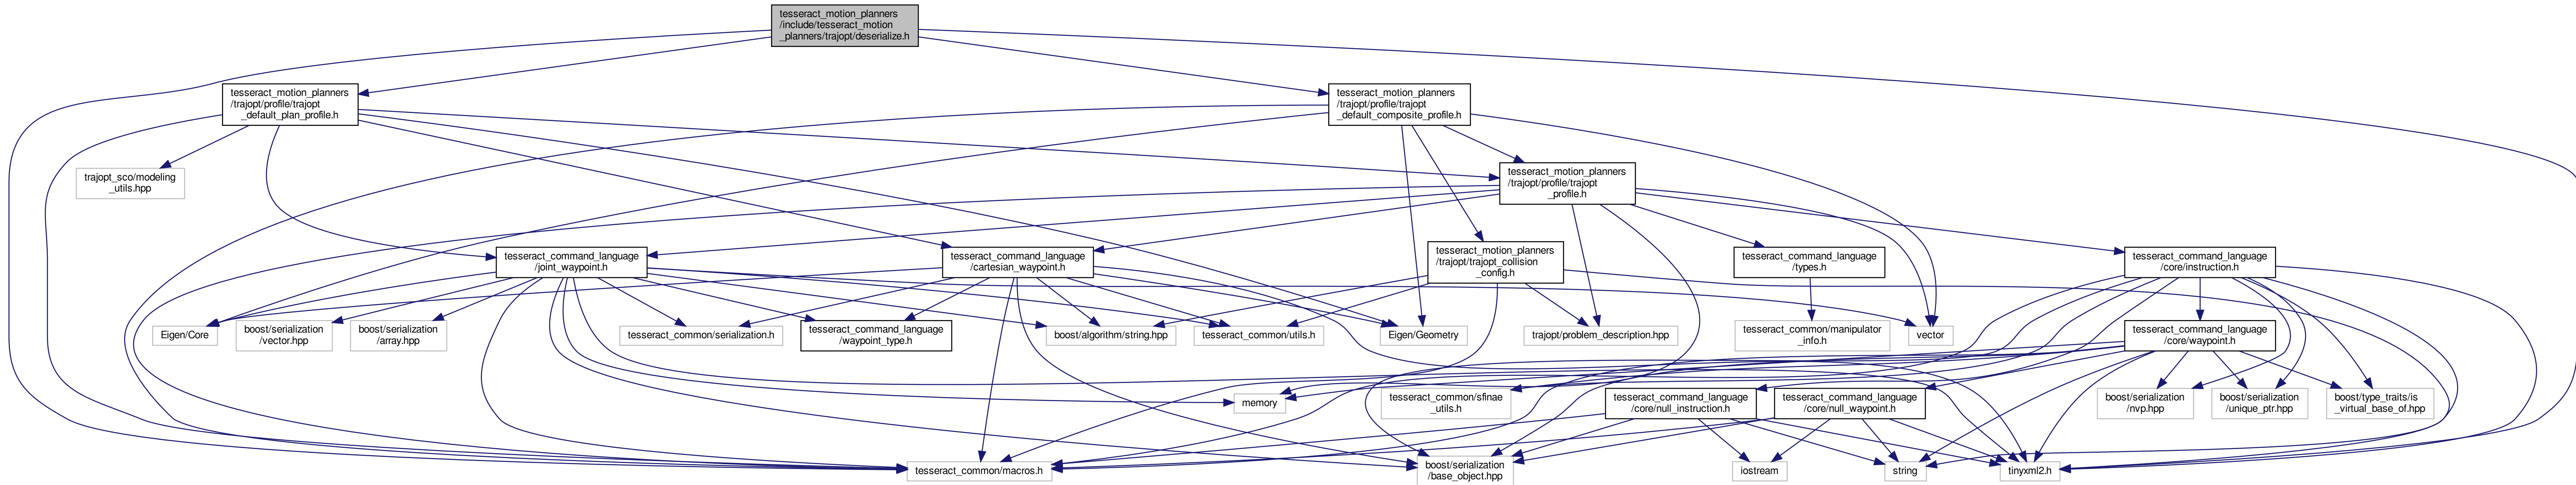 tesseract_motion_planners
/include/tesseract_motion
_planners/trajopt/deserialize.h
tesseract_motion_planners
/trajopt/profile/trajopt
_default_plan_profile.h
tesseract_motion_planners
/trajopt/profile/trajopt
_default_composite_profile.h
trajopt_sco/modeling
_utils.hpp
tesseract_motion_planners
/trajopt/profile/trajopt
_profile.h
tesseract_command_language
/joint_waypoint.h
tesseract_command_language
/cartesian_waypoint.h
tesseract_motion_planners
/trajopt/trajopt_collision
_config.h
tesseract_command_language
/types.h
tesseract_command_language
/core/instruction.h
Eigen/Core
boost/serialization
/vector.hpp
boost/serialization
/array.hpp
tesseract_common/serialization.h
tesseract_command_language
/waypoint_type.h
boost/algorithm/string.hpp
tesseract_common/utils.h
Eigen/Geometry
trajopt/problem_description.hpp
tesseract_common/manipulator
_info.h
vector
tesseract_command_language
/core/waypoint.h
memory
tesseract_common/sfinae
_utils.h
tesseract_command_language
/core/null_instruction.h
tesseract_command_language
/core/null_waypoint.h
boost/serialization
/nvp.hpp
boost/serialization
/unique_ptr.hpp
boost/type_traits/is
_virtual_base_of.hpp
tesseract_common/macros.h
boost/serialization
/base_object.hpp
iostream
string
tinyxml2.h